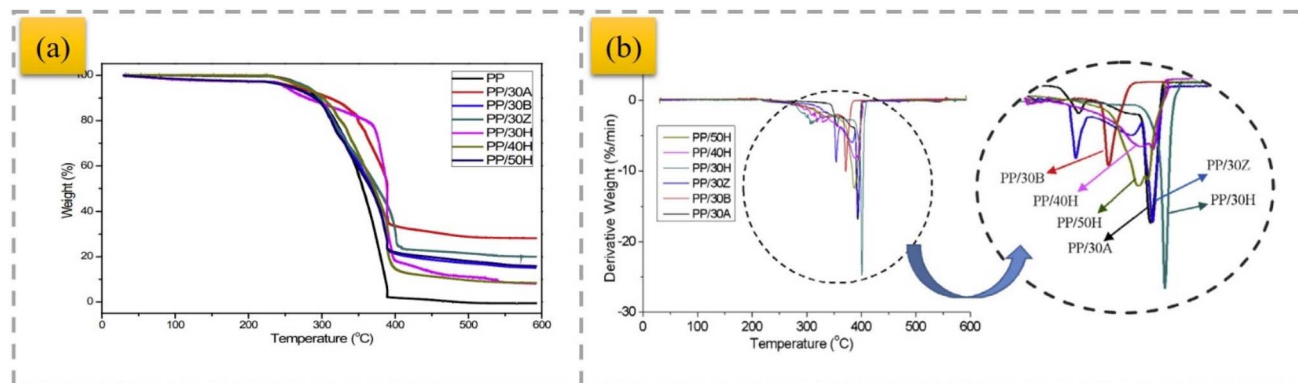 (a)
100
80
60
40
20
0
Weight (%)
PP
PP/30A
PP/30B
PP/30Z
PP/30H
PP/40H
PP/50H
0 100 200 300 400 500 600
Temperature (°C)
(b)
0
-5
-10
-15
-20
-25
-30
Derivative Weight (%/min)
PP/50H
PP/40H
PP/30H
PP/30Z
PP/30B
PP/30A
0 100 200 300 400 500 600
Temperature (°C)
PP/30B
PP/40H
PP/50H
PP/30A
PP/30Z
PP/30H